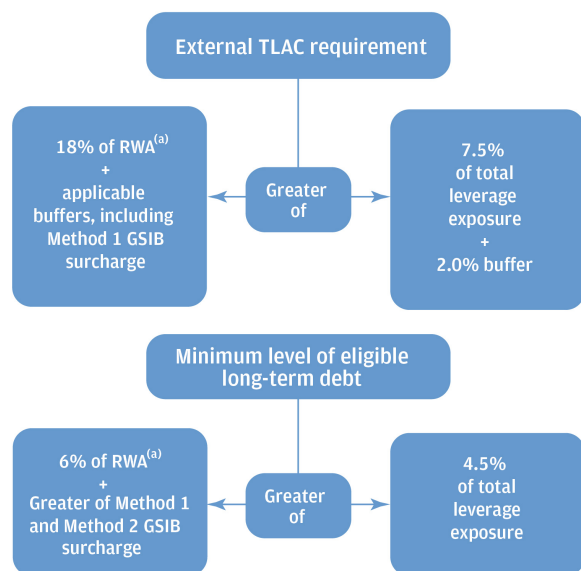 External TLAC requirement
18% of RWA(a)
+
applicable
buffers, including
Method 1 GSIB
surcharge
Greater
of
7.5%
of total
leverage
exposure
+
2.0% buffer
Minimum level of eligible
long-term debt
6% of RWA(a)
+
Greater of Method 1
and Method 2 GSIB
surcharge
Greater
of
4.5%
of total
leverage
exposure